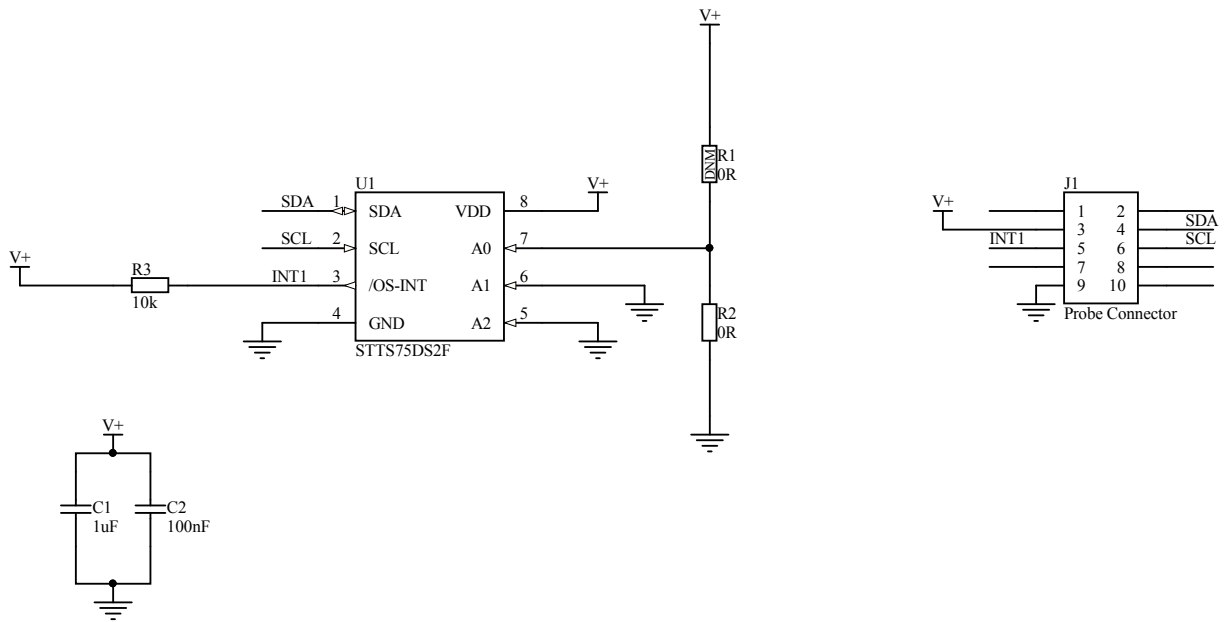 V+
DNM
R1
0R
U1
SDA 1 SDA VDD 8 V+
SCL 2 SCL A0 7
V+ R3 INT1 3 /OS-INT A1 6
10k
4 GND A2 5
STTS75DS2F
R2
0R
J1
V+
1 2
3 4 SDA
INT1 5 6 SCL
7 8
9 10
Probe Connector
V+
C1
1uF
C2
100nF